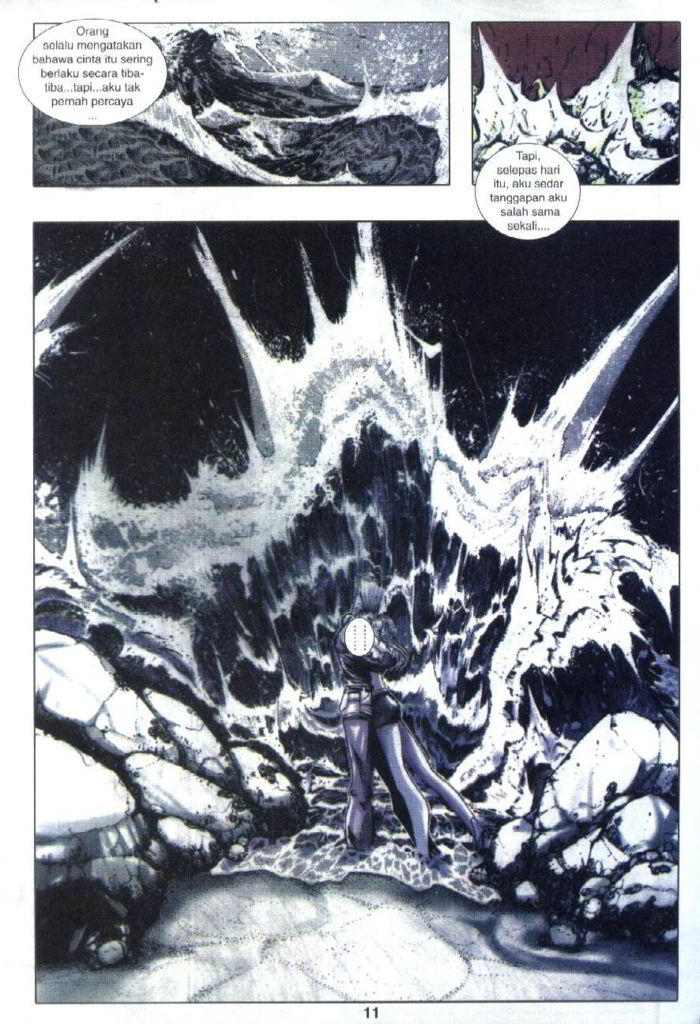 Orang
selalu mengatakan
bahawa cinta itu sering
berlaku secara tiba-
tiba...tapi...aku tak
pernah percaya
...
Tapi,
selepas hari
itu, aku sedar
tanggapan aku
salah sama
sekali....
11